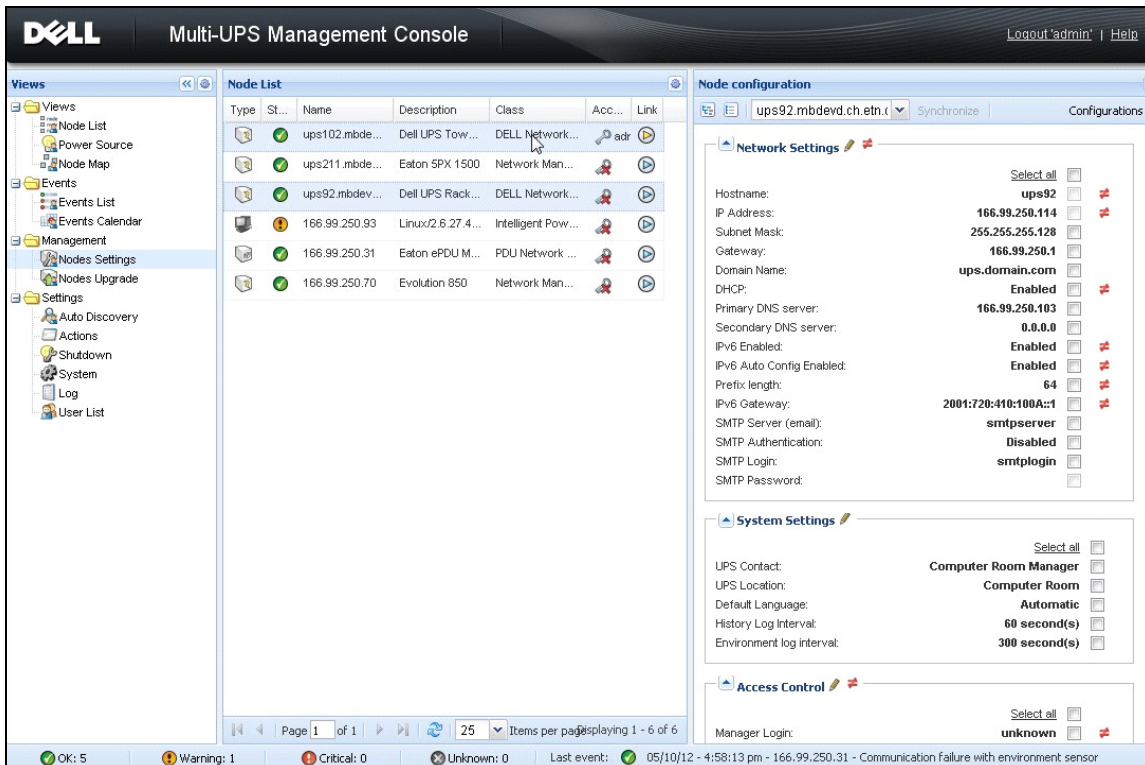 DELL Multi-UPS Management Console Logout 'admin' | Help
Views
Views
Node List
Power Source
Node Map
Events
Events List
Events Calendar
Management
Nodes Settings
Nodes Upgrade
Settings
Auto Discovery
Actions
Shutdown
System
Log
User List
Node List
Type St... Name Description Class Acc... Link
ups102.mbde... Dell UPS Tow... DELL Network... adr
ups211.mbde... Eaton 5PX 1500 Network Man...
ups92.mbdev... Dell UPS Rack... DELL Network...
166.99.250.93 Linux/2.6.27.4... Intelligent Pow...
166.99.250.31 Eaton ePDU M... PDU Network ...
166.99.250.70 Evolution 850 Network Man...
Page 1 of 1 25 Items per page Displaying 1 - 6 of 6
Node configuration
ups92.mbdevd.ch.etn.( Synchronize Configurations
Network Settings
Select all
Hostname: ups92
IP Address: 166.99.250.114
Subnet Mask: 255.255.255.128
Gateway: 166.99.250.1
Domain Name: ups.domain.com
DHCP: Enabled
Primary DNS server: 166.99.250.103
Secondary DNS server: 0.0.0.0
IPv6 Enabled: Enabled
IPv6 Auto Config Enabled: Enabled
Prefix length: 64
IPv6 Gateway: 2001:720:410:100A::1
SMTP Server (email): smtpserver
SMTP Authentication: Disabled
SMTP Login: smtplogin
SMTP Password:
System Settings
Select all
UPS Contact: Computer Room Manager
UPS Location: Computer Room
Default Language: Automatic
History Log Interval: 60 second(s)
Environment log interval: 300 second(s)
Access Control
Select all
Manager Login: unknown
OK: 5 Warning: 1 Critical: 0 Unknown: 0 Last event: 05/10/12 - 4:58:13 pm - 166.99.250.31 - Communication failure with environment sensor